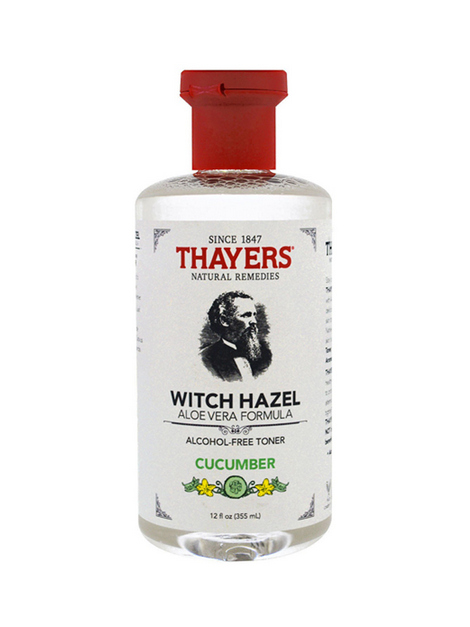 SINCE 1847
THAYERS®
NATURAL REMEDIES
WITCH HAZEL
ALOE VERA FORMULA
ALCOHOL-FREE TONER
CUCUMBER
12 fl oz (355 mL)